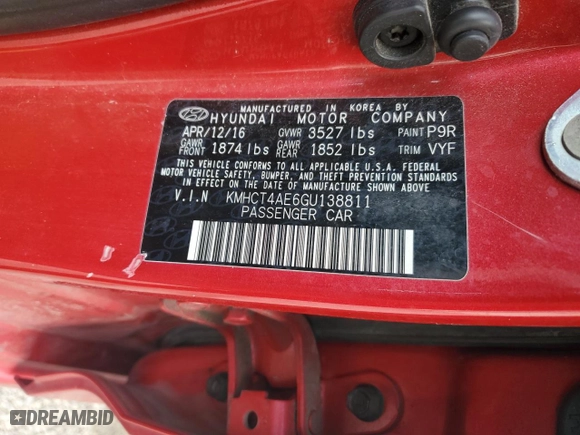 MANUFACTURED IN KOREA BY
HYUNDAI MOTOR COMPANY
APR/12/16 GVWR 3527 lbs PAINT P9R
GAWR FRONT 1874 lbs GAWR REAR 1852 lbs TRIM VYF
THIS VEHICLE CONFORMS TO ALL APPLICABLE U.S.A. FEDERAL
MOTOR VEHICLE SAFETY, BUMPER, AND THEFT PREVENTION STANDARDS
IN EFFECT ON THE DATE OF MANUFACTURE SHOWN ABOVE
V.I.N KMHCT4AE6GU138811
PASSENGER CAR
DREAMBID